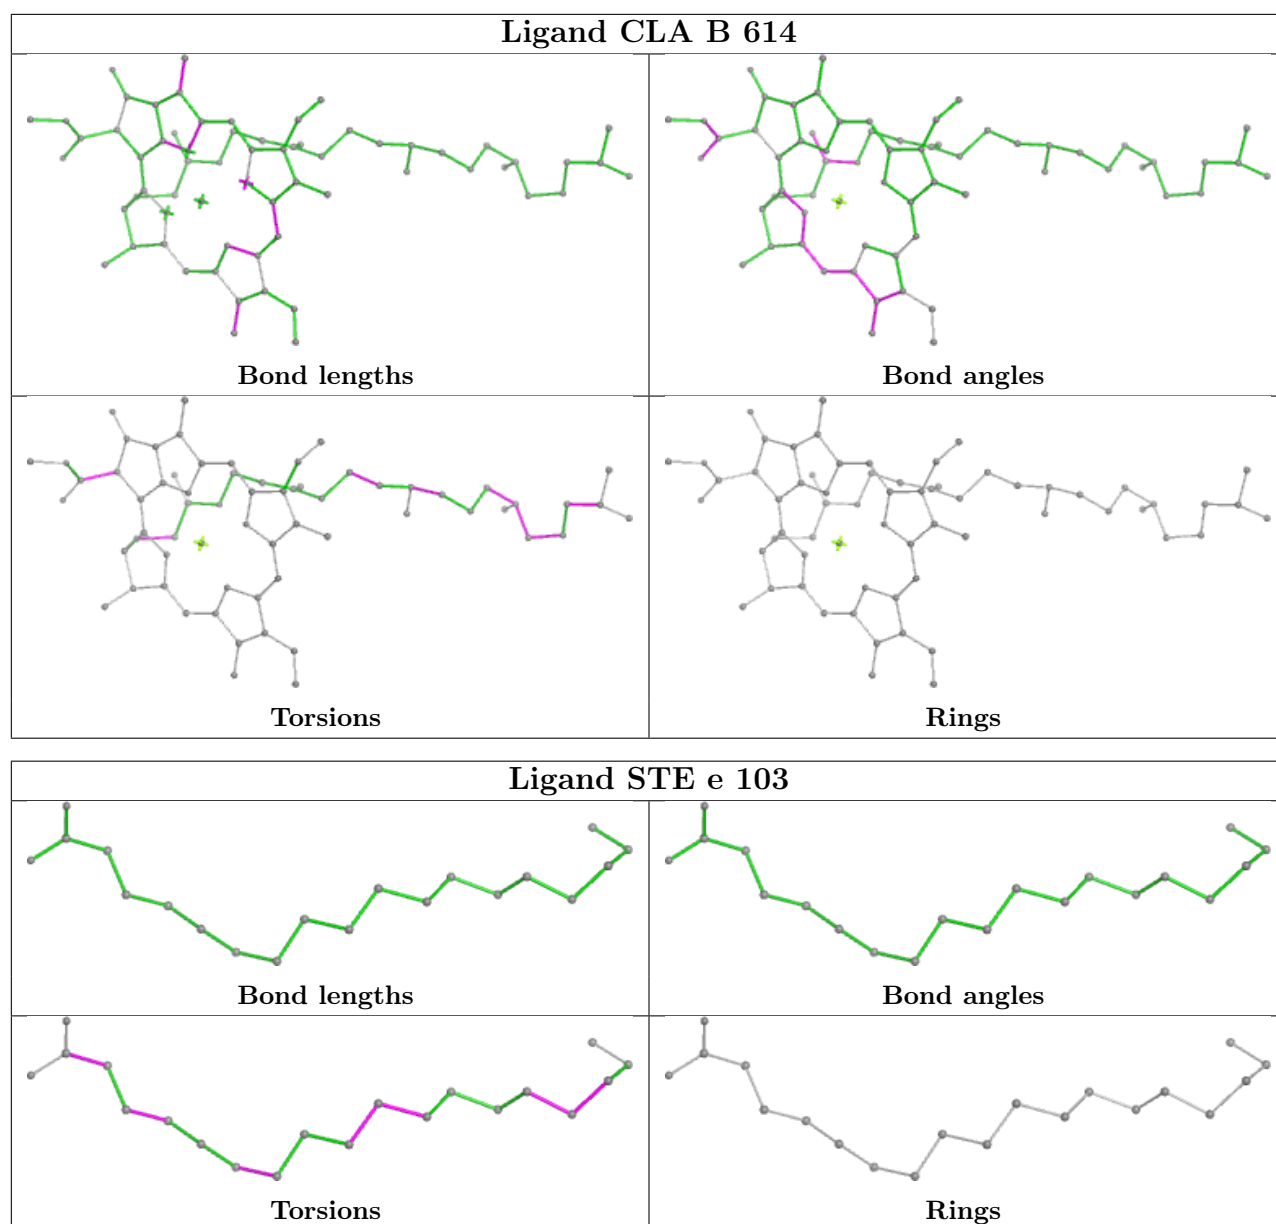 Ligand CLA B 614
Bond lengths
Bond angles
Torsions
Rings
Ligand STE e 103
Bond lengths
Bond angles
Torsions
Rings